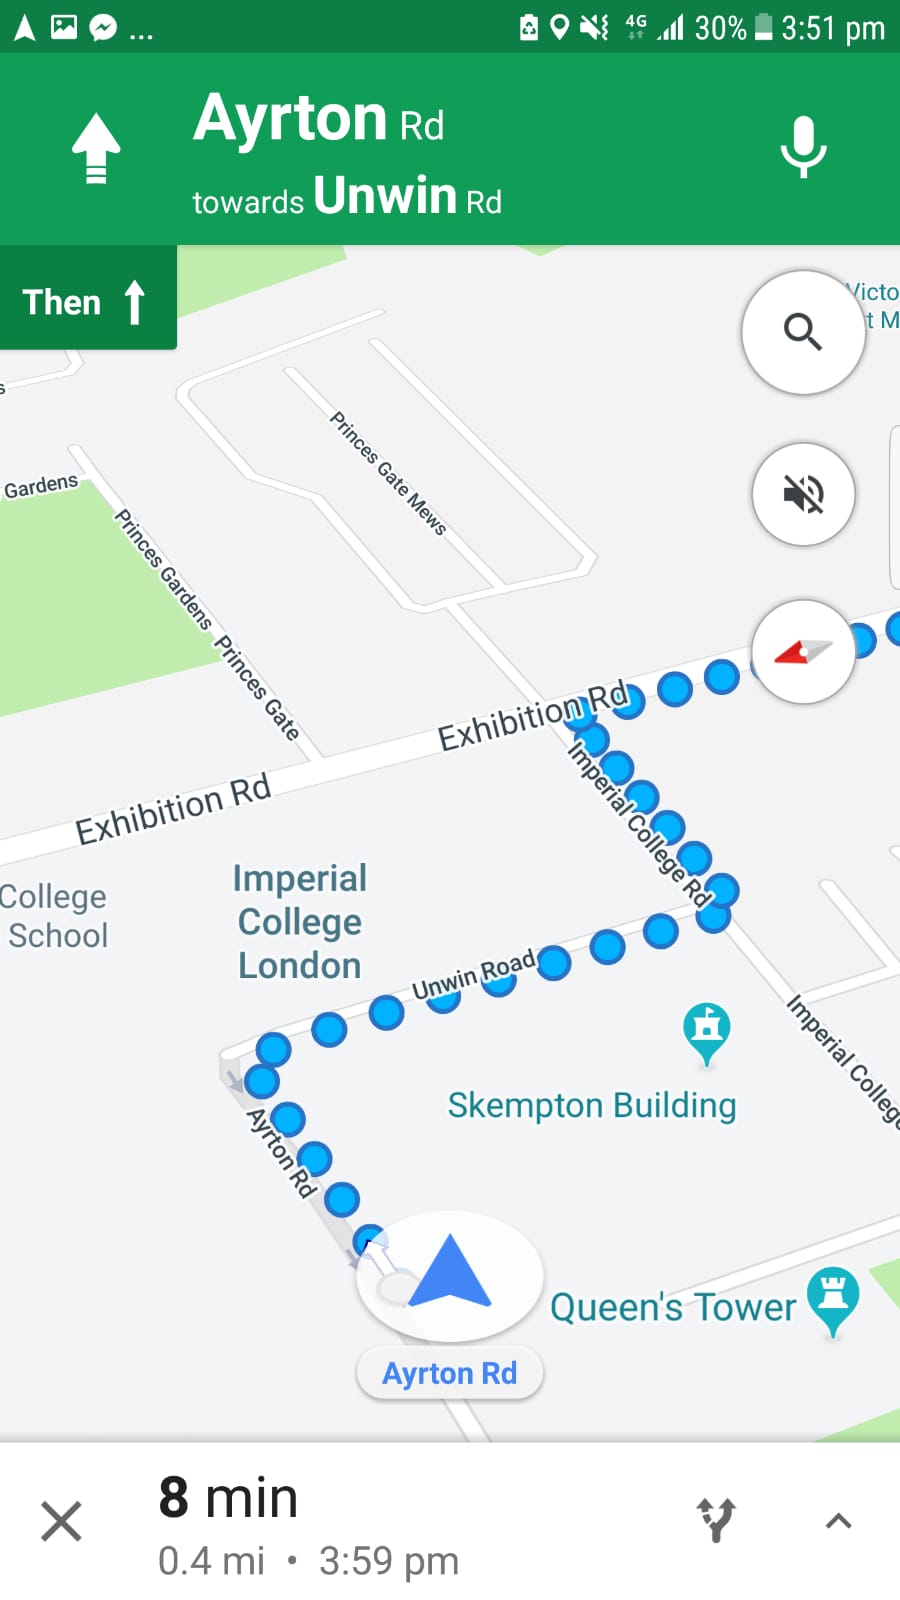 ... 4G 30% 3:51 pm
Ayrton Rd
towards Unwin Rd
Then
Victo
t M
s
Gardens
Princes Gate Mews
Princes Gardens
Princes Gate
Exhibition Rd
Exhibition Rd
Imperial College Rd
College
School
Imperial
College
London
Unwin Road
Imperial College
Skempton Building
Ayrton Rd
Queen's Tower
Ayrton Rd
8 min
0.4 mi • 3:59 pm